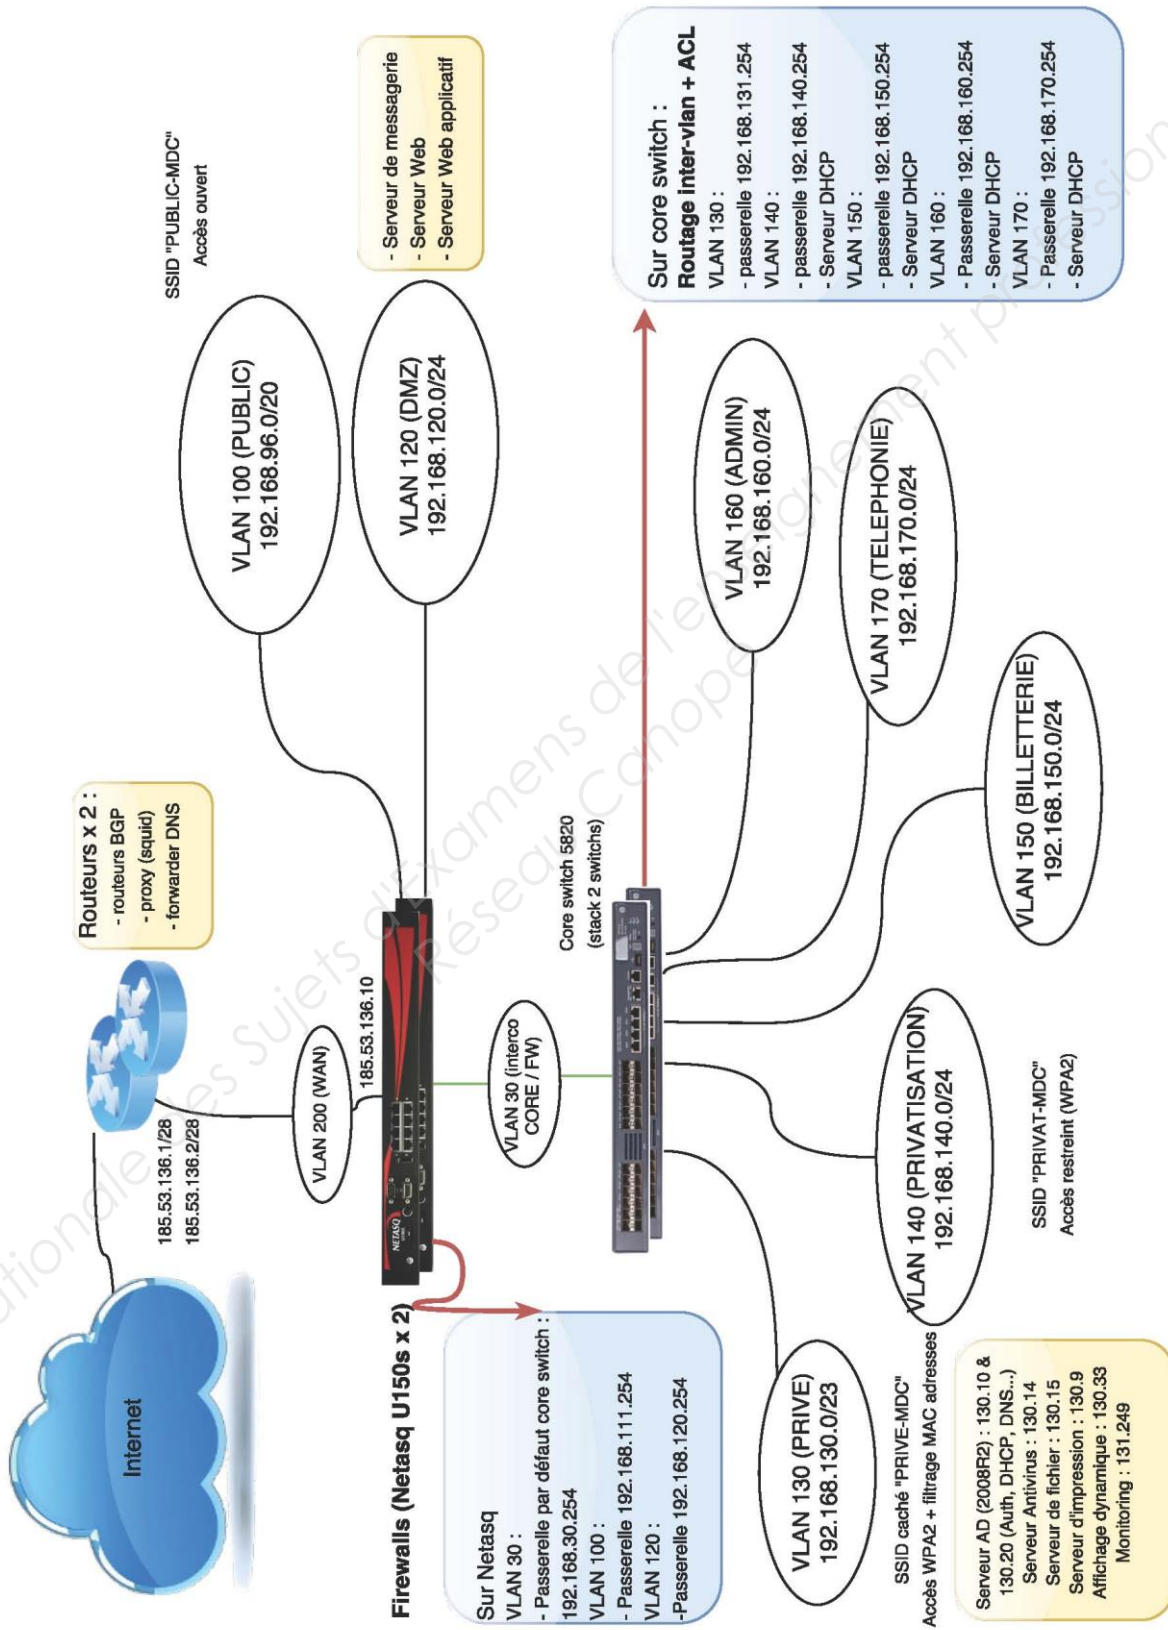 Internet
185.53.136.1/28
185.53.136.2/28
Routeurs x 2 :
- routeurs BGP
- proxy (squid)
- forwarder DNS
SSID "PUBLIC-MDC"
Accès ouvert
VLAN 200 (WAN)
185.53.136.10
VLAN 100 (PUBLIC)
192.168.96.0/20
- Serveur de messagerie
- Serveur Web
- Serveur Web applicatif
VLAN 120 (DMZ)
192.168.120.0/24
Firewalls (Netasq U150s x 2)
NETASQ
Sur Netasq
VLAN 30 :
- Passerelle par défaut core switch :
192.168.30.254
VLAN 100 :
- Passerelle 192.168.111.254
VLAN 120 :
-Passerelle 192.168.120.254
VLAN 30 (interco
CORE / FW)
Core switch 5820
(stack 2 switchs)
Sur core switch :
Routage inter-vlan + ACL
VLAN 130 :
- passerelle 192.168.131.254
VLAN 140 :
- passerelle 192.168.140.254
- Serveur DHCP
VLAN 150 :
- passerelle 192.168.150.254
- Serveur DHCP
VLAN 160 :
- Passerelle 192.168.160.254
- Serveur DHCP
VLAN 170 :
- Passerelle 192.168.170.254
- Serveur DHCP
VLAN 160 (ADMIN)
192.168.160.0/24
VLAN 170 (TELEPHONIE)
192.168.170.0/24
VLAN 130 (PRIVE)
192.168.130.0/23
VLAN 140 (PRIVATISATION)
192.168.140.0/24
VLAN 150 (BILLETTERIE)
192.168.150.0/24
SSID caché "PRIVE-MDC"
Accès WPA2 + filtrage MAC adresses
SSID "PRIVAT-MDC"
Accès restreint (WPA2)
Serveur AD (2008R2) : 130.10 &
130.20 (Auth, DHCP, DNS...)
Serveur Antivirus : 130.14
Serveur de fichier : 130.15
Serveur d'impression : 130.9
Affichage dynamique : 130.33
Monitoring : 131.249
des Sujets d'Examens de l'enseignement
Réseau Canopé